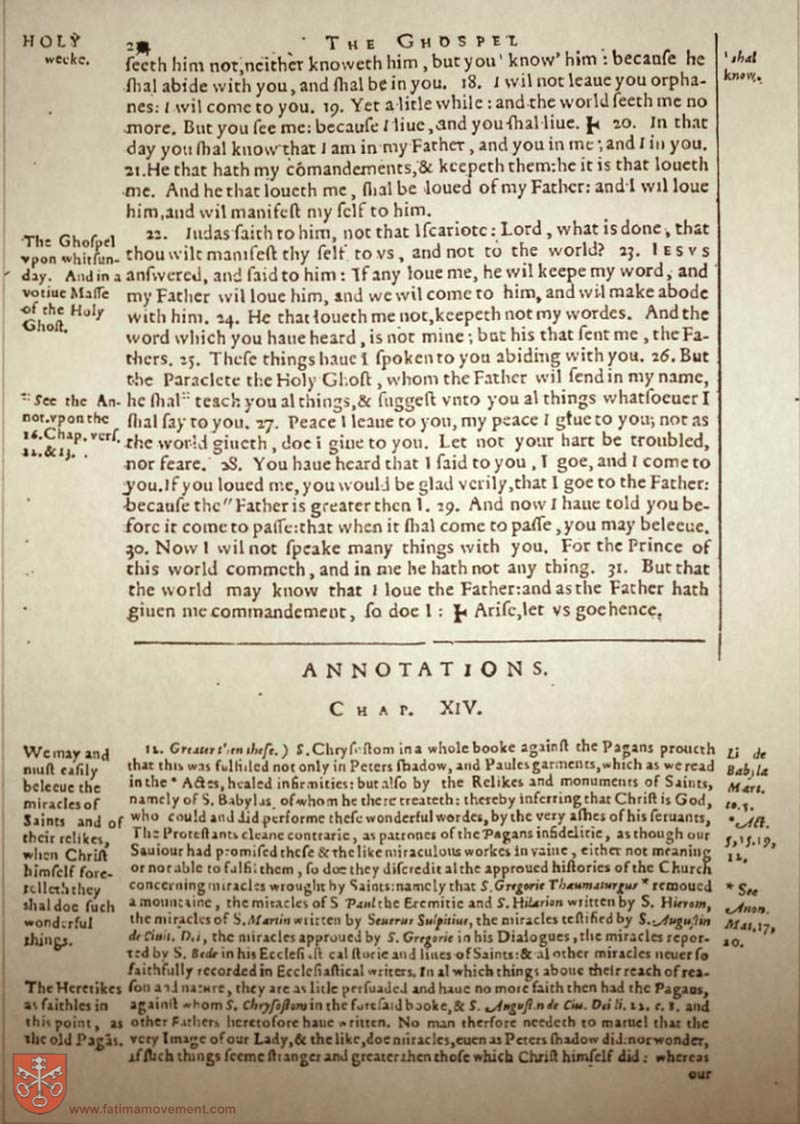 HOLY
weeke.
THE GHOSPEL
ſeeth him not, neither knoweth him, but you' know' him: becauſe he
ſhal abide with you, and ſhal be in you. 18. I wil not leaue you orpha-
nes: I wil come to you. 19. Yet a litle while: and the world ſeeth me no
more. But you ſee me: becauſe I liue, and you ſhal liue. 20. In that
day you ſhal know that I am in my Father, and you in me, and I in you.
21. He that hath my cōmandements, & keepeth them: he it is that loueth
me. And he that loueth me, ſhal be loued of my Father: and I wil loue
him, and wil manifeſt my ſelf to him.
22. Iudas ſaith to him, not that Iſcariote: Lord, what is done, that
thou wilt manifeſt thy ſelf to vs, and not to the world? 23. IESVS
anſwered, and ſaid to him: If any loue me, he wil keepe my word, and
my Father wil loue him, and we wil come to him, and wil make abode
with him. 24. He that loueth me not, keepeth not my wordes. And the
word which you haue heard, is not mine; but his that ſent me, the Fa-
thers. 25. Theſe things haue I ſpoken to you abiding with you. 26. But
the Paraclete the Holy Ghoſt, whom the Father wil ſend in my name,
he ſhal" teach you al things, & ſuggeſt vnto you al things whatſoeuer I
ſhal ſay to you. 27. Peace I leaue to you, my peace I giue to you; not as
the world giueth, doe i giue to you. Let not your hart be troubled,
nor feare. 28. You haue heard that I ſaid to you, I goe, and I come to
you. If you loued me, you would be glad verily, that I goe to the Father:
becauſe the "Father is greater then I. 29. And now I haue told you be-
fore it come to paſſe: that when it ſhal come to paſſe, you may beleeue.
30. Now I wil not ſpeake many things with you. For the Prince of
this world commeth, and in me he hath not any thing. 31. But that
the world may know that I loue the Father: and as the Father hath
giuen me commandement, ſo doe I: Ariſe, let vs goe hence.
'ſhal
know,
The Ghoſpel
vpon whitſun-
day. And in a
votiue Maſſe
of the Holy
Ghoſt.
" See the An-
not. vpon the
16. Chap. verſ.
12. & 13.
ANNOTATIONS.
CHAP. XIV.
12. Greater then theſe.) S. Chryſoſtom in a whole booke againſt the Pagans proueth
that this was fulfilled not only in Peters ſhadow, and Paules garments, which as we read
in the * Actes, healed infirmities: but alſo by the Relikes and monuments of Saints,
namely of S. Babylas, of whom he there treateth: thereby inferring that Chriſt is God,
who could and did performe theſe wonderful wordes, by the very aſhes of his ſeruants,
The Proteſtants cleane contrarie, as patrones of the Pagans infidelitie, as though our
Sauiour had promiſed theſe & the like miraculous workes in vaine, either not meaning
or not able to fulfil them, ſo doe they diſcredit al the approued hiſtories of the Church
concerning miracles wrought by Saints: namely that S. Gregorie Thaumaturgus * remoued
a mountaine, the miracles of S Paul the Eremitie and S. Hilarion written by S. Hierom,
the miracles of S. Martin written by Seuerus Sulpitius, the miracles teſtified by S. Auguſtin
de Ciuit. Dei, the miracles approued by S. Gregorie in his Dialogues, the miracles repor-
ted by S. Bede in his Eccleſiaſtical ſtorie and liues of Saints: & al other miracles neuer ſo
faithfully recorded in Eccleſiaſtical writers. In al which things aboue their reach of rea-
ſon and nature, they are as litle perſuaded and haue no more faith then had the Pagans,
againſt whom S. Chryſoſtom in the foreſaid booke, & S. Auguſtin de Ciu. Dei li. 22. c. 8. and
other Fathers heretofore haue written. No man therfore needeth to maruel that the
very Image of our Lady, & the like, doe miracles, euen as Peters ſhadow did: nor wonder,
if ſuch things ſeeme ſtranger and greater then thoſe which Chriſt himſelf did: whereas
our
We may and
muſt eaſily
beleeue the
miracles of
Saints and of
their relikes,
when Chriſt
himſelf fore-
telleth they
ſhal doe ſuch
wonderful
things.
The Heretikes
as faithles in
this point, as
the old Pagās.
Li de
Babyla
Mart.
to. 5.
* Act.
5, 15. 19,
12.
* See
Annot.
Mat. 17,
20.
www.fatimamovement.com